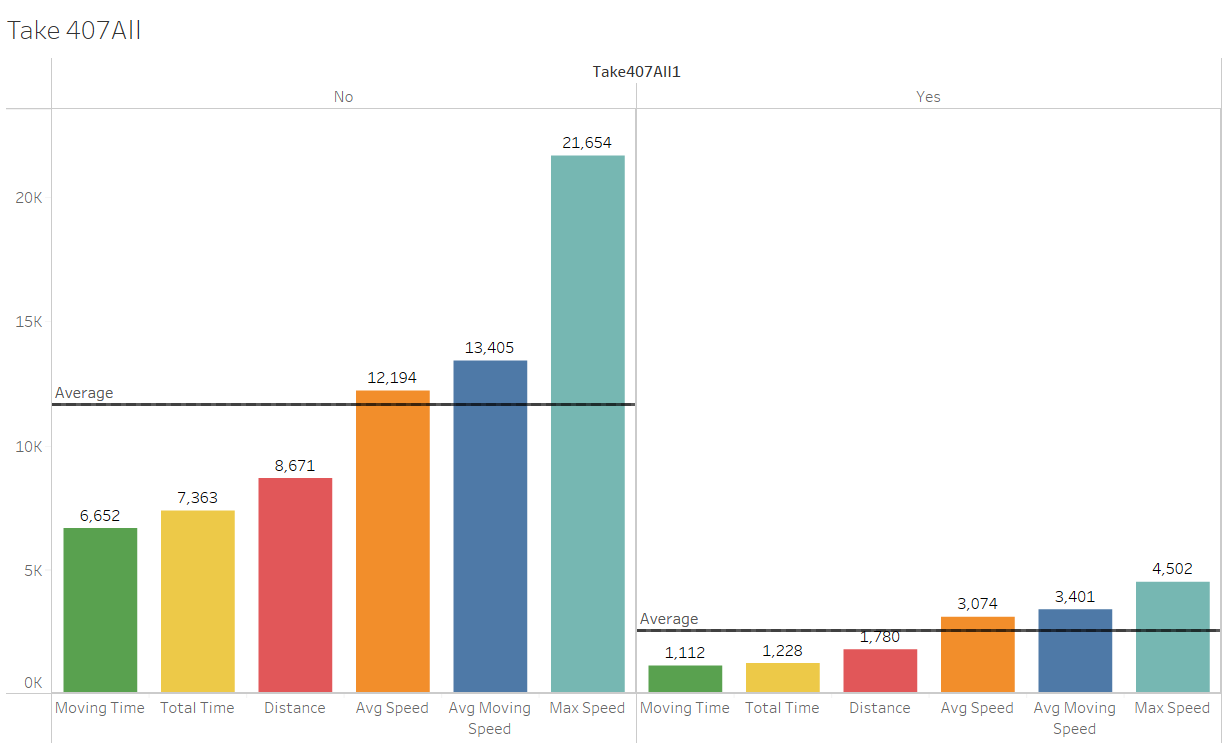 Take 407All
Take407All1
No
Yes
20K
15K
10K
5K
0K
21,654
13,405
12,194
Average
8,671
7,363
6,652
4,502
3,401
3,074
Average
1,780
1,228
1,112
Moving Time Total Time Distance Avg Speed Avg Moving Speed Max Speed
Moving Time Total Time Distance Avg Speed Avg Moving Speed Max Speed